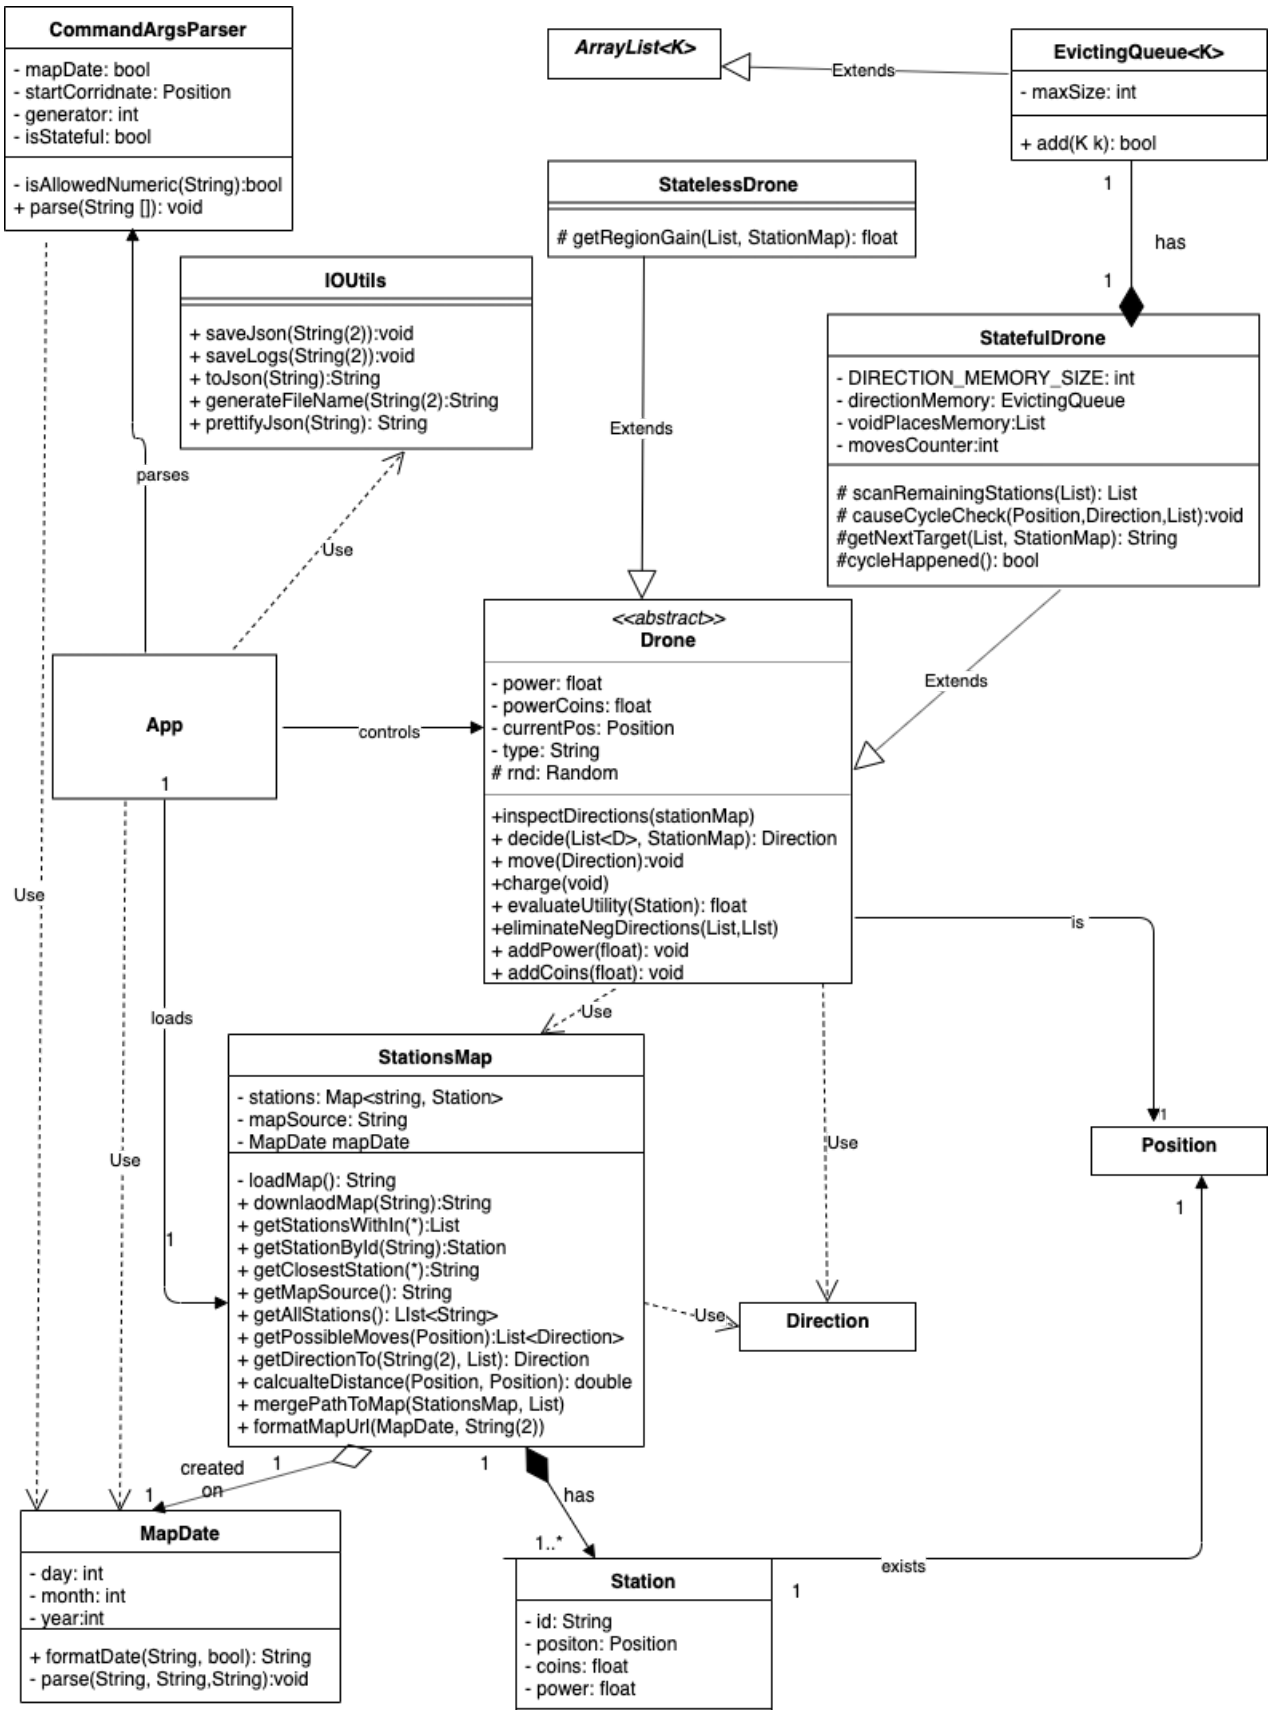 CommandArgsParser
- mapDate: bool
- startCorridnate: Position
- generator: int
- isStateful: bool
- isAllowedNumeric(String):bool
+ parse(String []): void
ArrayList<K>
Extends
EvictingQueue<K>
- maxSize: int
+ add(K k): bool
1
has
1
StatelessDrone
# getRegionGain(List, StationMap): float
IOUtils
+ saveJson(String(2)):void
+ saveLogs(String(2)):void
+ toJson(String):String
+ generateFileName(String(2):String
+ prettifyJson(String): String
StatefulDrone
- DIRECTION_MEMORY_SIZE: int
- directionMemory: EvictingQueue
- voidPlacesMemory:List
- movesCounter:int
# scanRemainingStations(List): List
# causeCycleCheck(Position,Direction,List):void
#getNextTarget(List, StationMap): String
#cycleHappened(): bool
Extends
parses
Use
Extends
<<abstract>>
Drone
- power: float
- powerCoins: float
- currentPos: Position
- type: String
# rnd: Random
+inspectDirections(stationMap)
+ decide(List<D>, StationMap): Direction
+ move(Direction):void
+charge(void)
+ evaluateUtility(Station): float
+eliminateNegDirections(List,LIst)
+ addPower(float): void
+ addCoins(float): void
App
1
controls
Use
is
loads
Use
StationsMap
- stations: Map<string, Station>
- mapSource: String
- MapDate mapDate
- loadMap(): String
+ downlaodMap(String):String
+ getStationsWithIn(*):List
+ getStationById(String):Station
+ getClosestStation(*):String
+ getMapSource(): String
+ getAllStations(): LIst<String>
+ getPossibleMoves(Position):List<Direction>
+ getDirectionTo(String(2), List): Direction
+ calcualteDistance(Position, Position): double
+ mergePathToMap(StationsMap, List)
+ formatMapUrl(MapDate, String(2))
Use
Use
1
Position
1
1
Use
Direction
created
on
1
1
1
has
1..*
MapDate
- day: int
- month: int
- year:int
+ formatDate(String, bool): String
- parse(String, String,String):void
Station
- id: String
- positon: Position
- coins: float
- power: float
exists
1